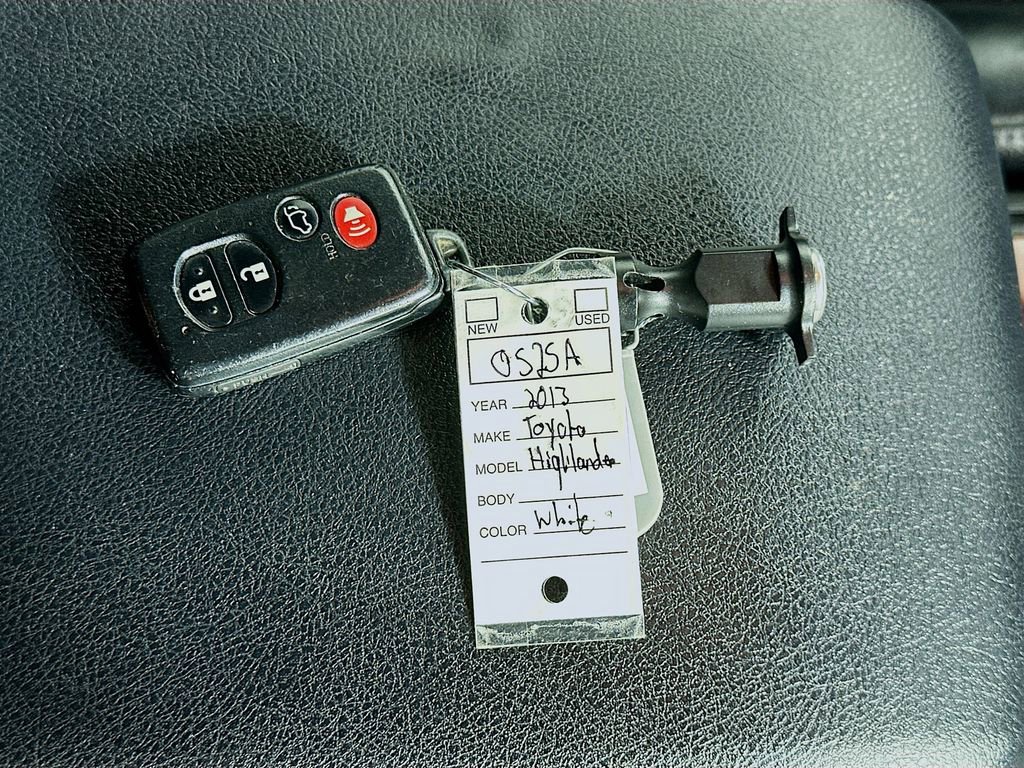 HOLD
NEW USED
0525A
YEAR 2013
MAKE Toyota
MODEL Highlander
BODY
COLOR White